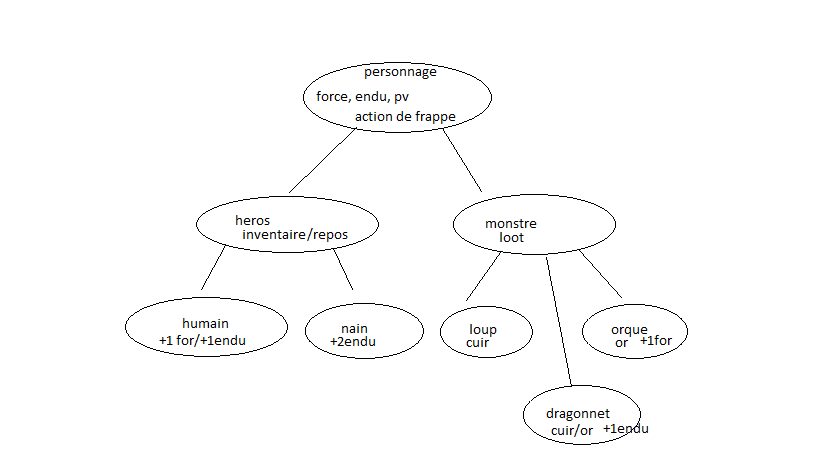 personnage
force, endu, pv
action de frappe
heros
inventaire/repos
monstre
loot
humain
+1 for/+1endu
nain
+2endu
loup
cuir
orque
or +1for
dragonnet
cuir/or +1endu